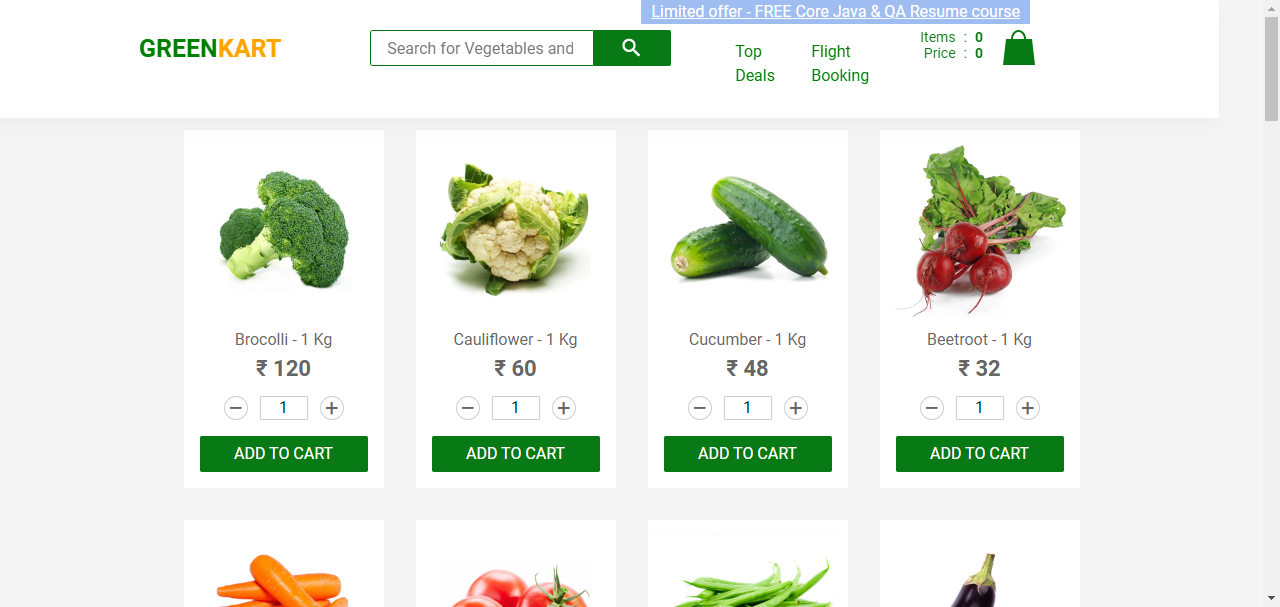 Limited offer - FREE Core Java & QA Resume course
GREENKART
Search for Vegetables and
Top
Deals
Flight
Booking
Items : 0
Price : 0
Brocolli - 1 Kg
₹ 120
− 1 +
ADD TO CART
Cauliflower - 1 Kg
₹ 60
− 1 +
ADD TO CART
Cucumber - 1 Kg
₹ 48
− 1 +
ADD TO CART
Beetroot - 1 Kg
₹ 32
− 1 +
ADD TO CART